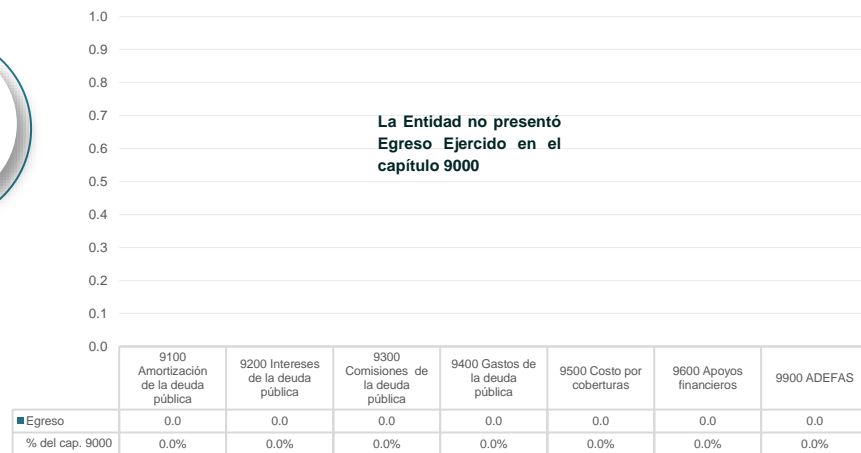 1.0
0.9
0.8
0.7
0.6
0.5
0.4
0.3
0.2
0.1
0.0
La Entidad no presentó
Egreso Ejercido en el
capítulo 9000
9100
Amortización
de la deuda
pública
9200 Intereses
de la deuda
pública
9300
Comisiones de
la deuda
pública
9400 Gastos de
la deuda
pública
9500 Costo por
coberturas
9600 Apoyos
financieros
9900 ADEFAS
Egreso 0.0 0.0 0.0 0.0 0.0 0.0 0.0
% del cap. 9000 0.0% 0.0% 0.0% 0.0% 0.0% 0.0% 0.0%